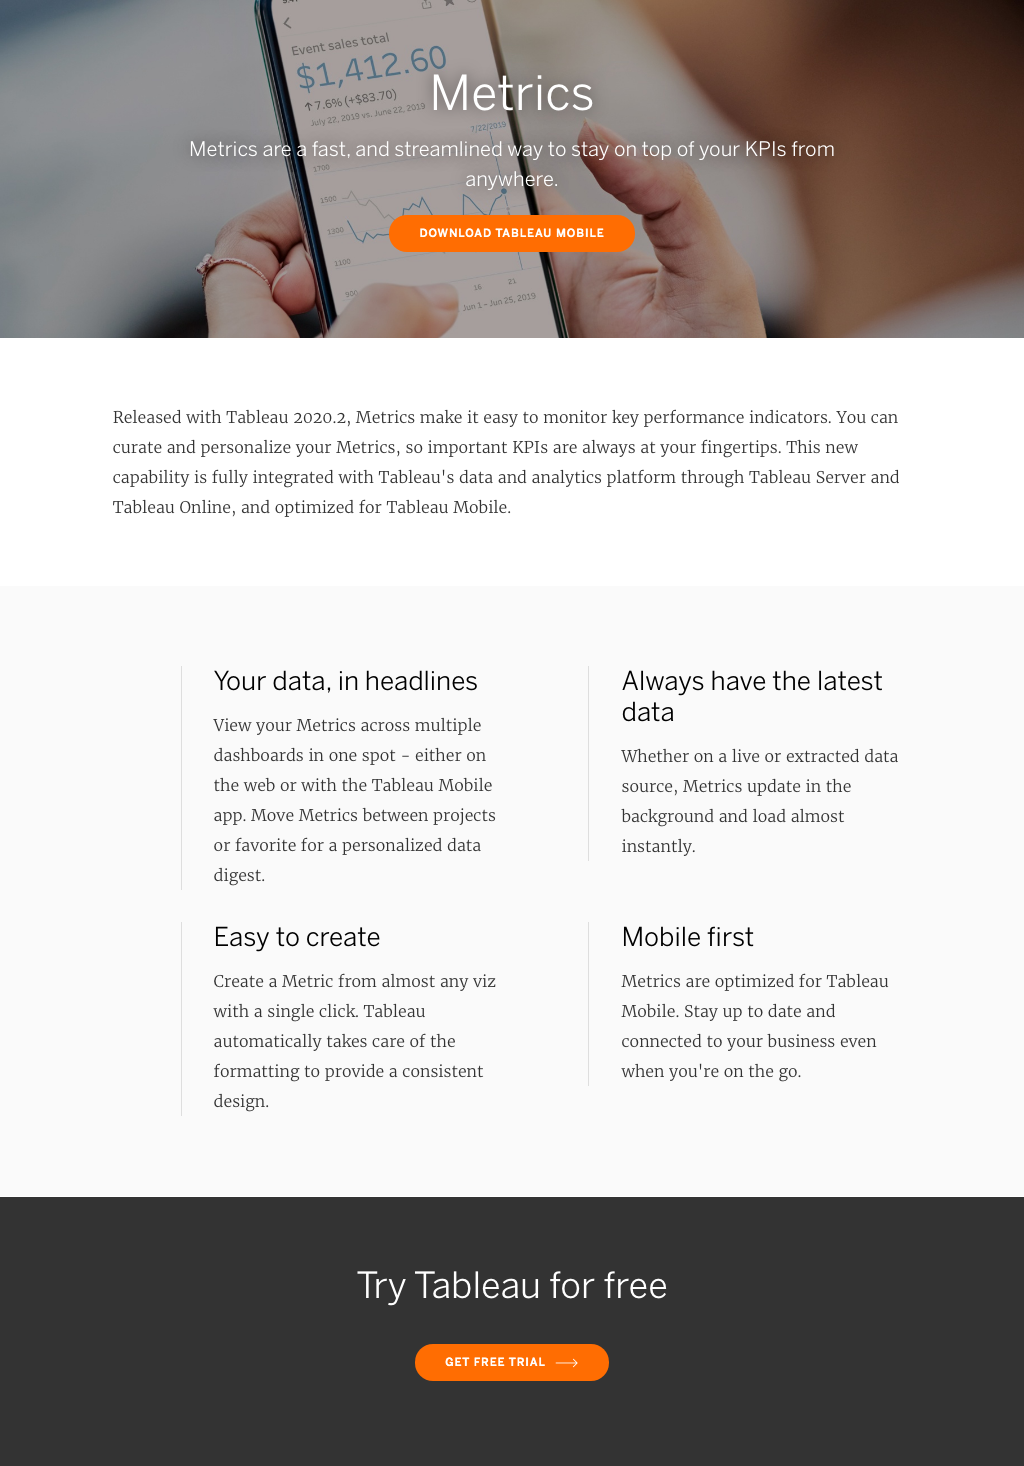 Event sales total
$1,412.60
↑ 7.6% (+$83.70)
July 22, 2019 vs. June 22, 2019
Metrics
7/22/2019
Metrics are a fast, and streamlined way to stay on top of your KPIs from
anywhere.
1700
1500
1300
1100
900
16
21
Jun 1 – Jun 25, 2019
DOWNLOAD TABLEAU MOBILE
Released with Tableau 2020.2, Metrics make it easy to monitor key performance indicators. You can
curate and personalize your Metrics, so important KPIs are always at your fingertips. This new
capability is fully integrated with Tableau's data and analytics platform through Tableau Server and
Tableau Online, and optimized for Tableau Mobile.
Your data, in headlines
View your Metrics across multiple
dashboards in one spot - either on
the web or with the Tableau Mobile
app. Move Metrics between projects
or favorite for a personalized data
digest.
Always have the latest
data
Whether on a live or extracted data
source, Metrics update in the
background and load almost
instantly.
Easy to create
Create a Metric from almost any viz
with a single click. Tableau
automatically takes care of the
formatting to provide a consistent
design.
Mobile first
Metrics are optimized for Tableau
Mobile. Stay up to date and
connected to your business even
when you're on the go.
Try Tableau for free
GET FREE TRIAL →